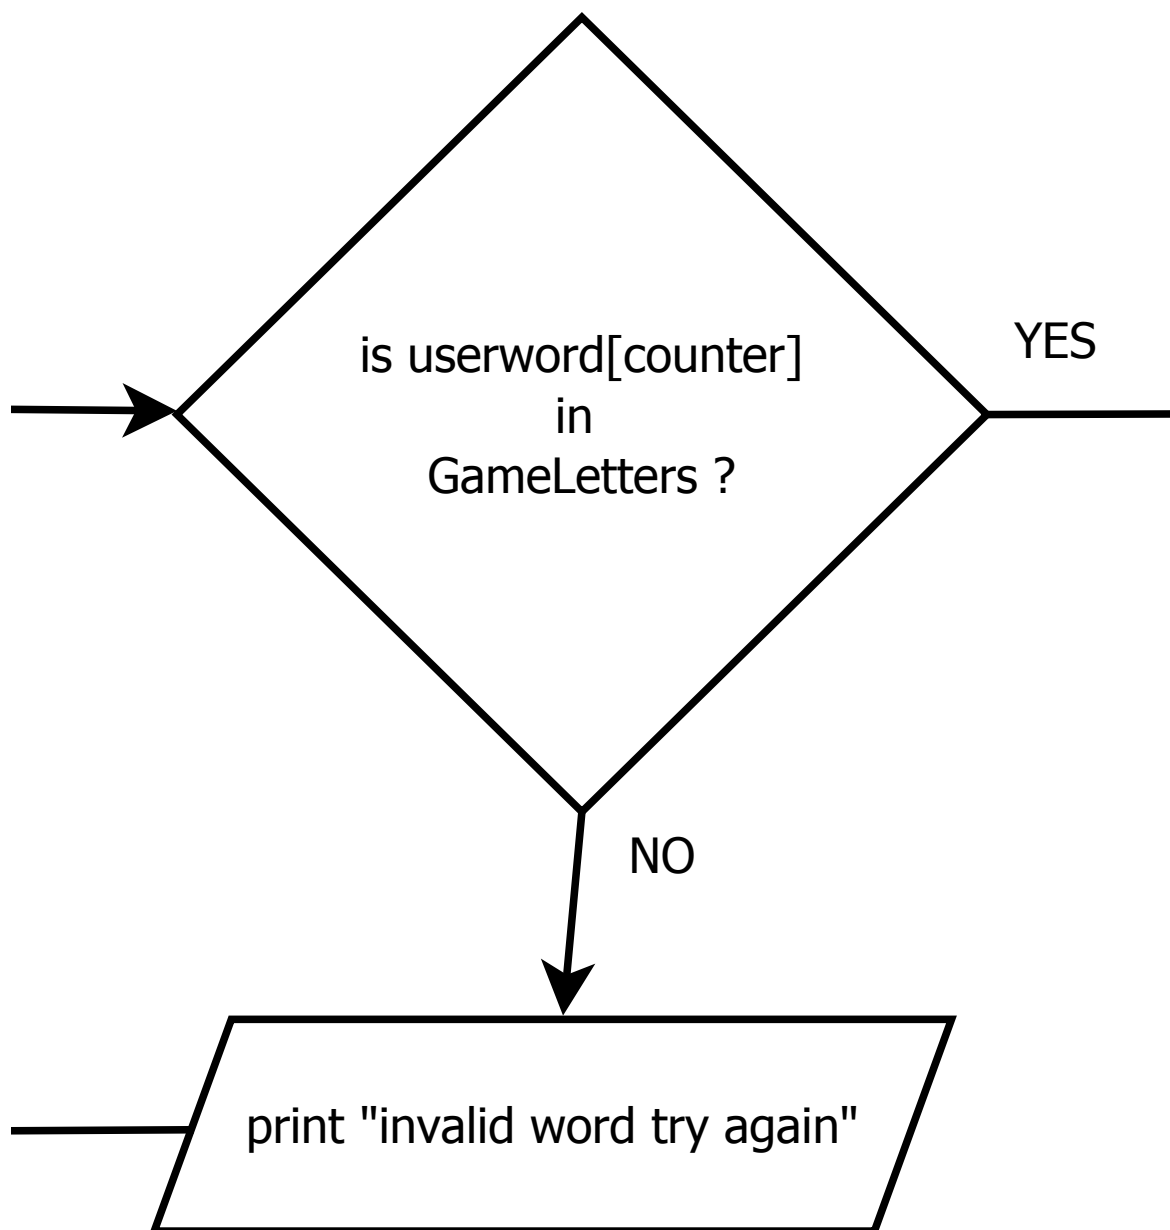 is userword[counter]
in
GameLetters ?
YES
NO
print "invalid word try again"